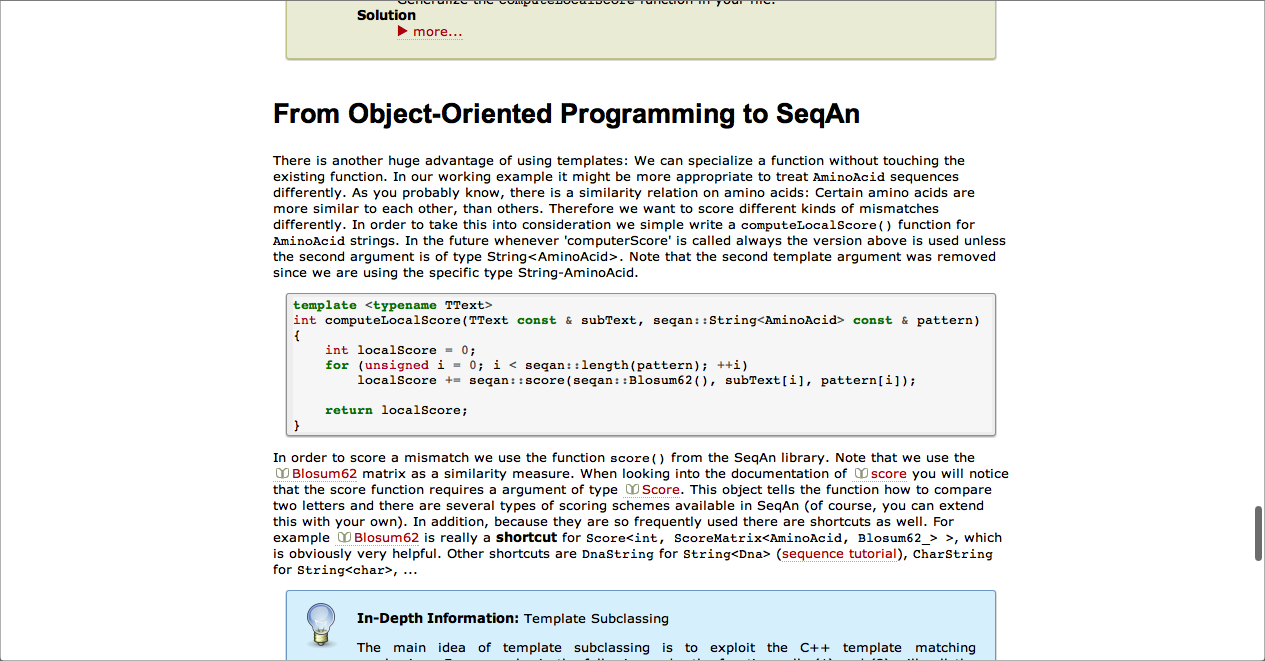 Generalize the computeLocalScore function in your file.
Solution
▶ more...
From Object-Oriented Programming to SeqAn
There is another huge advantage of using templates: We can specialize a function without touching the
existing function. In our working example it might be more appropriate to treat AminoAcid sequences
differently. As you probably know, there is a similarity relation on amino acids: Certain amino acids are
more similar to each other, than others. Therefore we want to score different kinds of mismatches
differently. In order to take this into consideration we simple write a computeLocalScore() function for
AminoAcid strings. In the future whenever 'computerScore' is called always the version above is used unless
the second argument is of type String<AminoAcid>. Note that the second template argument was removed
since we are using the specific type String-AminoAcid.
template <typename TText>
int computeLocalScore(TText const & subText, seqan::String<AminoAcid> const & pattern)
{
    int localScore = 0;
    for (unsigned i = 0; i < seqan::length(pattern); ++i)
        localScore += seqan::score(seqan::Blosum62(), subText[i], pattern[i]);
    return localScore;
}
In order to score a mismatch we use the function score() from the SeqAn library. Note that we use the
Blosum62 matrix as a similarity measure. When looking into the documentation of score you will notice
that the score function requires a argument of type Score. This object tells the function how to compare
two letters and there are several types of scoring schemes available in SeqAn (of course, you can extend
this with your own). In addition, because they are so frequently used there are shortcuts as well. For
example Blosum62 is really a shortcut for Score<int, ScoreMatrix<AminoAcid, Blosum62_> >, which
is obviously very helpful. Other shortcuts are DnaString for String<Dna> (sequence tutorial), CharString
for String<char>, ...
In-Depth Information: Template Subclassing
The main idea of template subclassing is to exploit the C++ template matching